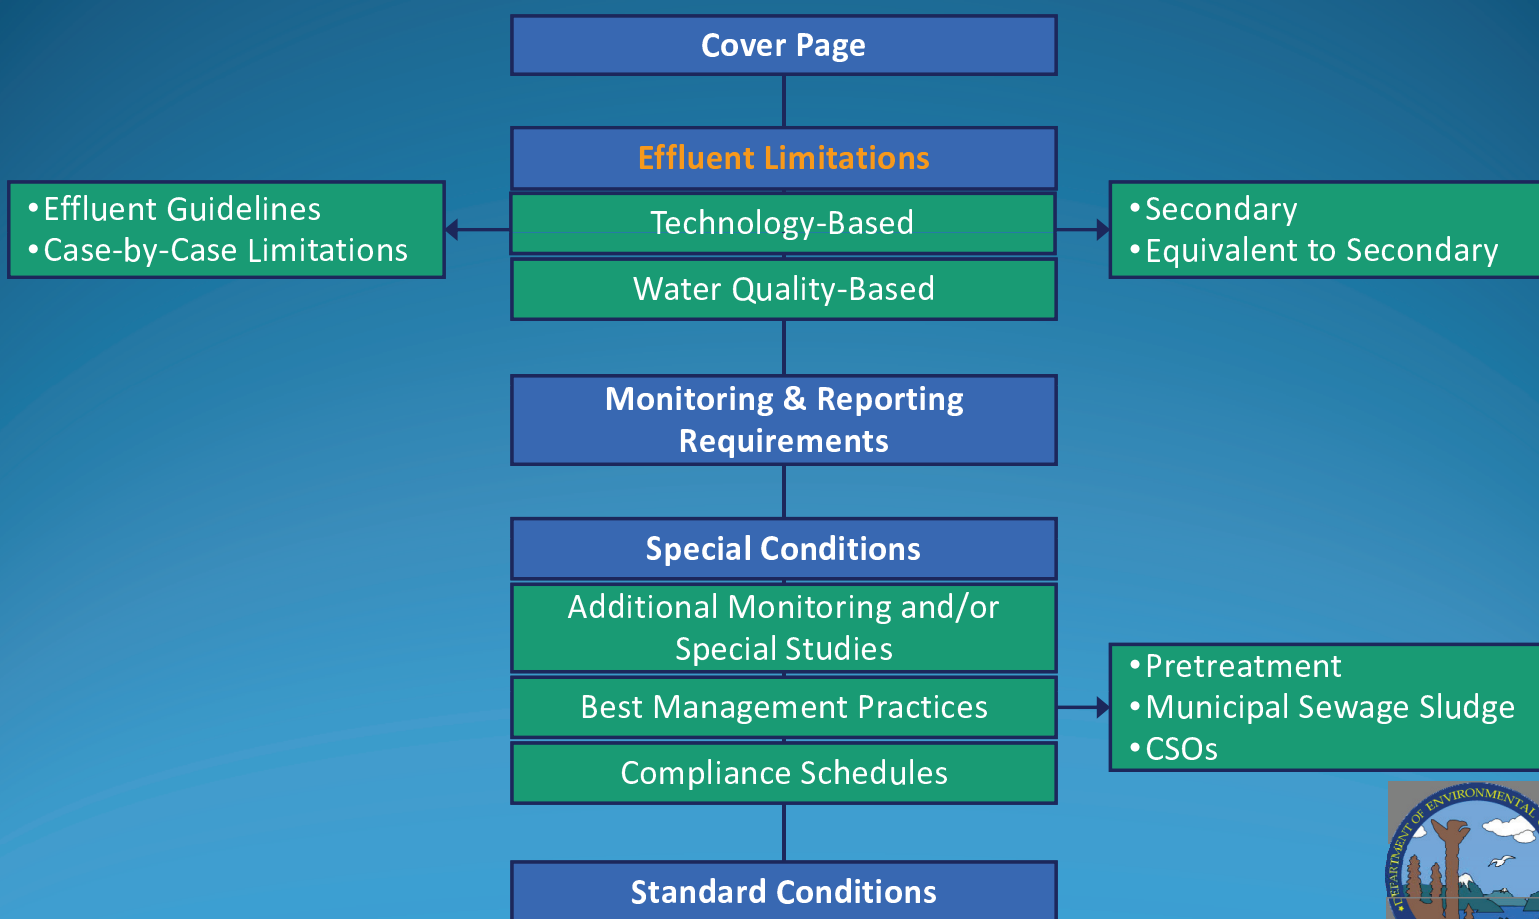 Cover Page
Effluent Limitations
•Effluent Guidelines
•Case-by-Case Limitations
Technology-Based
•Secondary
•Equivalent to Secondary
Water Quality-Based
Monitoring & Reporting
Requirements
Special Conditions
Additional Monitoring and/or
Special Studies
Best Management Practices
•Pretreatment
•Municipal Sewage Sludge
•CSOs
Compliance Schedules
Standard Conditions
DEPARTMENT OF ENVIRONMENTAL